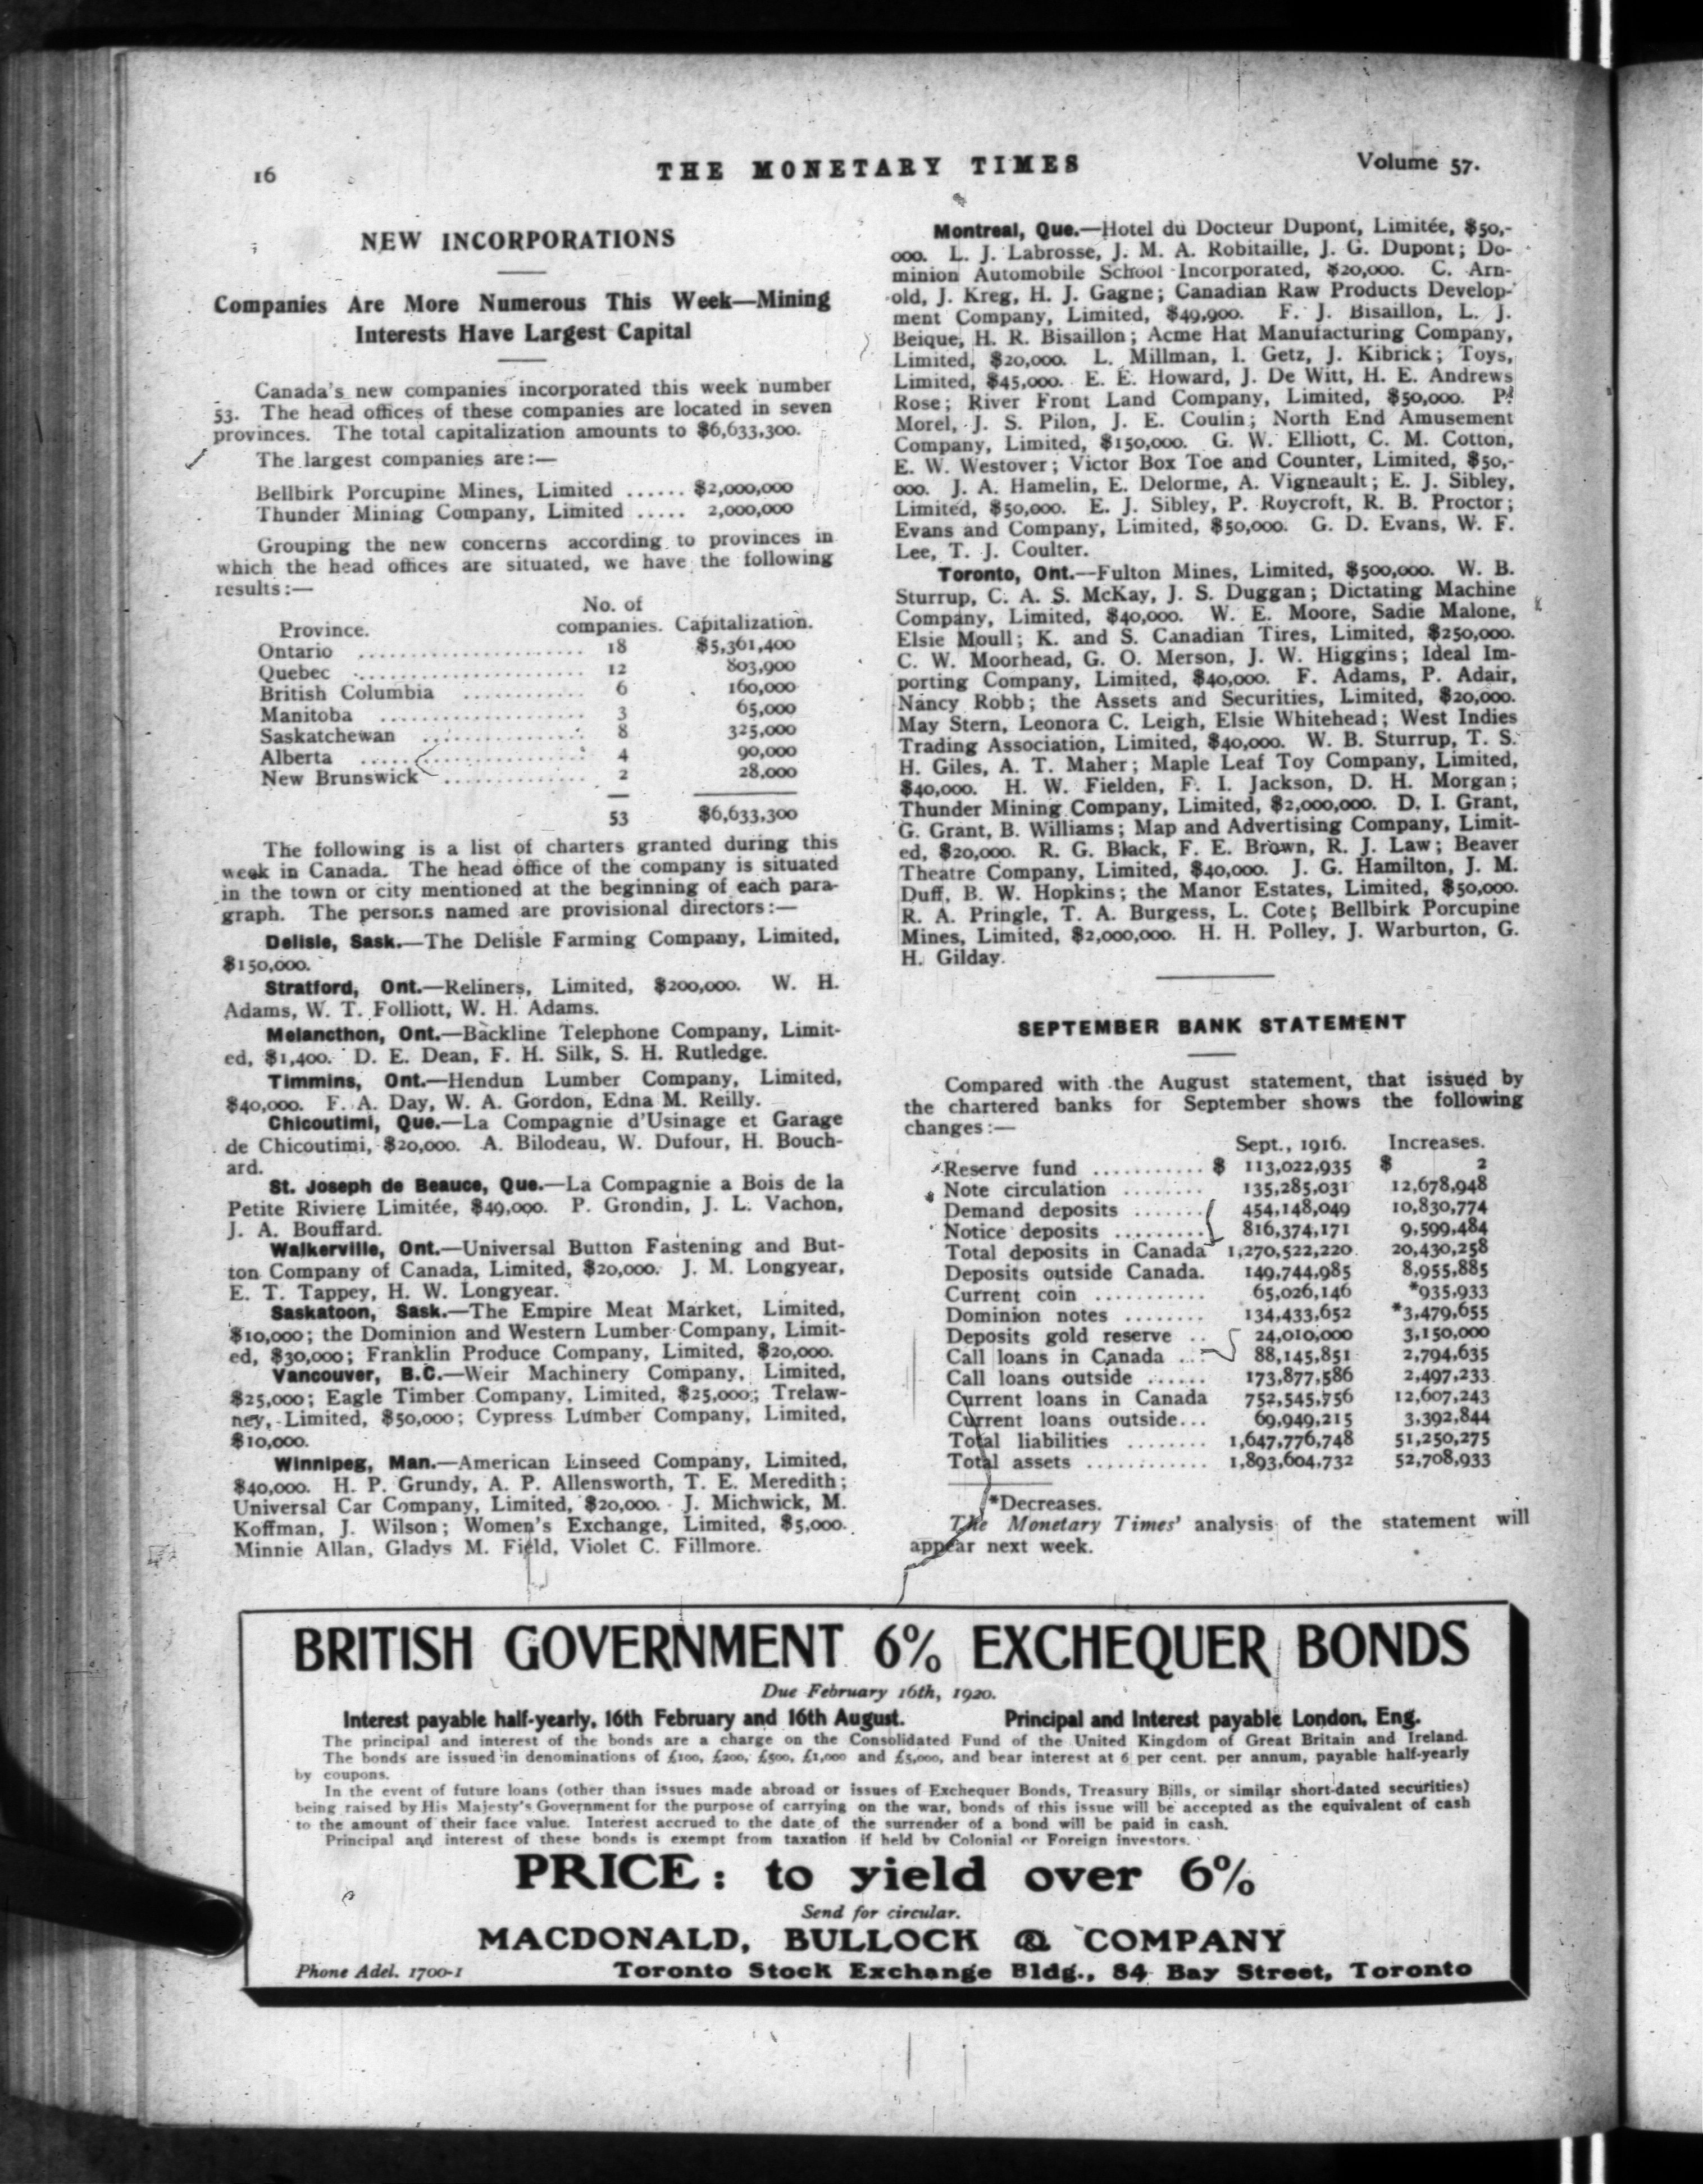 16
THE MONETARY TIMES
Volume 57.
NEW INCORPORATIONS
Companies Are More Numerous This Week—Mining
Interests Have Largest Capital
Canada's new companies incorporated this week number
53. The head offices of these companies are located in seven
provinces. The total capitalization amounts to $6,633,300.
The largest companies are:—
Bellbirk Porcupine Mines, Limited ...... $2,000,000
Thunder Mining Company, Limited ..... 2,000,000
Grouping the new concerns according to provinces in
which the head offices are situated, we have the following
results:—
No. of
Province. companies. Capitalization.
Ontario ..................... 18 $5,361,400
Quebec ..................... 12 803,900
British Columbia ............ 6 160,000
Manitoba .................... 3 65,000
Saskatchewan ................ 8 325,000
Alberta ..................... 4 90,000
New Brunswick .............. 2 28,000
53 $6,633,300
The following is a list of charters granted during this
week in Canada. The head office of the company is situated
in the town or city mentioned at the beginning of each para-
graph. The persons named are provisional directors:—
Delisle, Sask.—The Delisle Farming Company, Limited,
$150,000.
Stratford, Ont.—Reliners, Limited, $200,000. W. H.
Adams, W. T. Folliott, W. H. Adams.
Melancthon, Ont.—Backline Telephone Company, Limit-
ed, $1,400. D. E. Dean, F. H. Silk, S. H. Rutledge.
Timmins, Ont.—Hendun Lumber Company, Limited,
$40,000. F. A. Day, W. A. Gordon, Edna M. Reilly.
Chicoutimi, Que.—La Compagnie d'Usinage et Garage
de Chicoutimi, $20,000. A. Bilodeau, W. Dufour, H. Bouch-
ard.
St. Joseph de Beauce, Que.—La Compagnie a Bois de la
Petite Riviere Limitée, $49,000. P. Grondin, J. L. Vachon,
J. A. Bouffard.
Walkerville, Ont.—Universal Button Fastening and But-
ton Company of Canada, Limited, $20,000. J. M. Longyear,
E. T. Tappey, H. W. Longyear.
Saskatoon, Sask.—The Empire Meat Market, Limited,
$10,000; the Dominion and Western Lumber Company, Limit-
ed, $30,000; Franklin Produce Company, Limited, $20,000.
Vancouver, B.C.—Weir Machinery Company, Limited,
$25,000; Eagle Timber Company, Limited, $25,000; Trelaw-
ney, Limited, $50,000; Cypress Lumber Company, Limited,
$10,000.
Winnipeg, Man.—American Linseed Company, Limited,
$40,000. H. P. Grundy, A. P. Allensworth, T. E. Meredith;
Universal Car Company, Limited, $20,000. J. Michwick, M.
Koffman, J. Wilson; Women's Exchange, Limited, $5,000.
Minnie Allan, Gladys M. Field, Violet C. Fillmore.
Montreal, Que.—Hotel du Docteur Dupont, Limitée, $50,-
000. L. J. Labrosse, J. M. A. Robitaille, J. G. Dupont; Do-
minion Automobile School Incorporated, $20,000. C. Arn-
old, J. Kreg, H. J. Gagne; Canadian Raw Products Develop-
ment Company, Limited, $49,900. F. J. Bisaillon, L. J.
Beique, H. R. Bisaillon; Acme Hat Manufacturing Company,
Limited, $20,000. L. Millman, I. Getz, J. Kibrick; Toys,
Limited, $45,000. E. E. Howard, J. De Witt, H. E. Andrews
Rose; River Front Land Company, Limited, $50,000. P.
Morel, J. S. Pilon, J. E. Coulin; North End Amusement
Company, Limited, $150,000. G. W. Elliott, C. M. Cotton,
E. W. Westover; Victor Box Toe and Counter, Limited, $50,-
000. J. A. Hamelin, E. Delorme, A. Vigneault; E. J. Sibley,
Limited, $50,000. E. J. Sibley, P. Roycroft, R. B. Proctor;
Evans and Company, Limited, $50,000. G. D. Evans, W. F.
Lee, T. J. Coulter.
Toronto, Ont.—Fulton Mines, Limited, $500,000. W. B.
Sturrup, C. A. S. McKay, J. S. Duggan; Dictating Machine
Company, Limited, $40,000. W. E. Moore, Sadie Malone,
Elsie Moull; K. and S. Canadian Tires, Limited, $250,000.
C. W. Moorhead, G. O. Merson, J. W. Higgins; Ideal Im-
porting Company, Limited, $40,000. F. Adams, P. Adair,
Nancy Robb; the Assets and Securities, Limited, $20,000.
May Stern, Leonora C. Leigh, Elsie Whitehead; West Indies
Trading Association, Limited, $40,000. W. B. Sturrup, T. S.
H. Giles, A. T. Maher; Maple Leaf Toy Company, Limited,
$40,000. H. W. Fielden, F. I. Jackson, D. H. Morgan;
Thunder Mining Company, Limited, $2,000,000. D. I. Grant,
G. Grant, B. Williams; Map and Advertising Company, Limit-
ed, $20,000. R. G. Black, F. E. Brown, R. J. Law; Beaver
Theatre Company, Limited, $40,000. J. G. Hamilton, J. M.
Duff, B. W. Hopkins; the Manor Estates, Limited, $50,000.
R. A. Pringle, T. A. Burgess, L. Cote; Bellbirk Porcupine
Mines, Limited, $2,000,000. H. H. Polley, J. Warburton, G.
H. Gilday.
SEPTEMBER BANK STATEMENT
Compared with the August statement, that issued by
the chartered banks for September shows the following
changes:—
Sept., 1916. Increases.
Reserve fund ........... $ 113,022,935 $ 2
Note circulation ........ 135,285,031 12,678,948
Demand deposits ....... 454,148,049 10,830,774
Notice deposits ......... 816,374,171 9,599,484
Total deposits in Canada 1,270,522,220 20,430,258
Deposits outside Canada. 149,744,985 8,955,885
Current coin ........... 65,026,146 *935,933
Dominion notes ........ 134,433,652 *3,479,655
Deposits gold reserve .. 24,010,000 3,150,000
Call loans in Canada ... 88,145,851 2,794,635
Call loans outside ...... 173,877,586 2,497,233
Current loans in Canada 752,545,756 12,607,243
Current loans outside... 69,949,215 3,392,844
Total liabilities ........ 1,647,776,748 51,250,275
Total assets ............ 1,893,604,732 52,708,933
*Decreases.
The Monetary Times' analysis of the statement will
appear next week.
BRITISH GOVERNMENT 6% EXCHEQUER BONDS
Due February 16th, 1920.
Interest payable half-yearly, 16th February and 16th August. Principal and Interest payable London, Eng.
The principal and interest of the bonds are a charge on the Consolidated Fund of the United Kingdom of Great Britain and Ireland.
The bonds are issued in denominations of £100, £200, £500, £1,000 and £5,000, and bear interest at 6 per cent. per annum, payable half-yearly
by coupons.
In the event of future loans (other than issues made abroad or issues of Exchequer Bonds, Treasury Bills, or similar short-dated securities)
being raised by His Majesty's Government for the purpose of carrying on the war, bonds of this issue will be accepted as the equivalent of cash
to the amount of their face value. Interest accrued to the date of the surrender of a bond will be paid in cash.
Principal and interest of these bonds is exempt from taxation if held by Colonial or Foreign investors.
PRICE: to yield over 6%
Send for circular.
MACDONALD, BULLOCK & COMPANY
Phone Adel. 1700-1 Toronto Stock Exchange Bldg., 84 Bay Street, Toronto